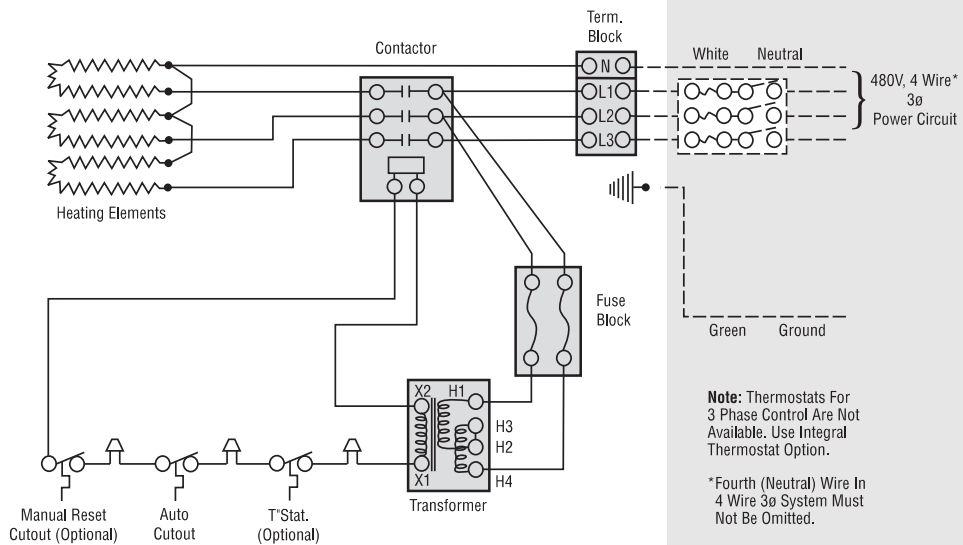 Term.
Block
Contactor
White Neutral
N
L1
L2
L3
480V, 4 Wire*
3ø
Power Circuit
Heating Elements
Fuse
Block
Green Ground
X2 H1
H3
H2
X1 H4
Transformer
Note: Thermostats For
3 Phase Control Are Not
Available. Use Integral
Thermostat Option.
*Fourth (Neutral) Wire In
4 Wire 3ø System Must
Not Be Omitted.
Manual Reset
Cutout (Optional)
Auto
Cutout
T"Stat.
(Optional)